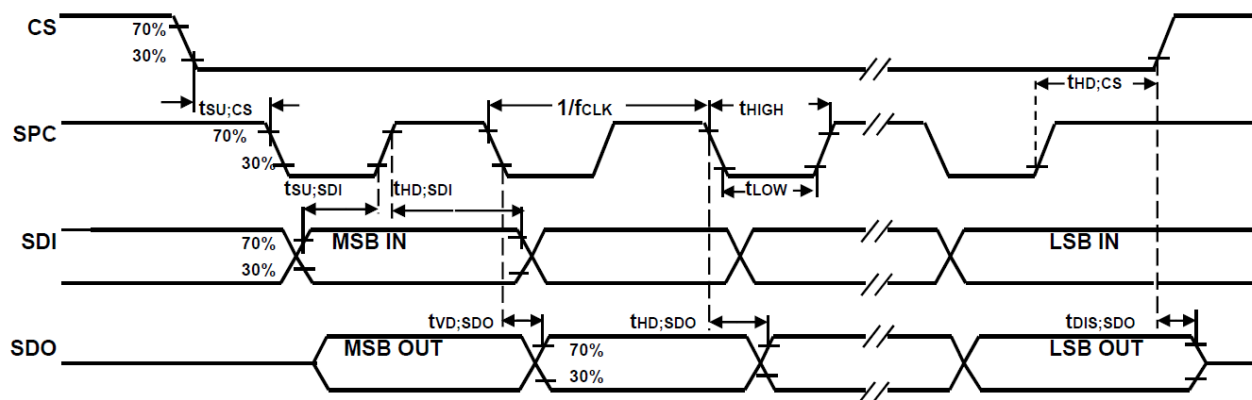 CS
70%
30%
tSU;CS
1/fCLK
tHIGH
tHD;CS
SPC
70%
30%
tLOW
tSU;SDI
tHD;SDI
SDI
70%
30%
MSB IN
LSB IN
tVD;SDO
tHD;SDO
tDIS;SDO
SDO
MSB OUT
70%
30%
LSB OUT